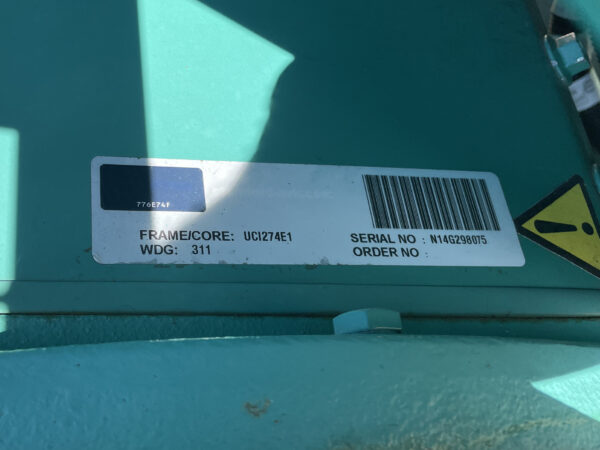 776E74f
FRAME/CORE: UCI274E1
WDG: 311
SERIAL NO : N14G298075
ORDER NO :